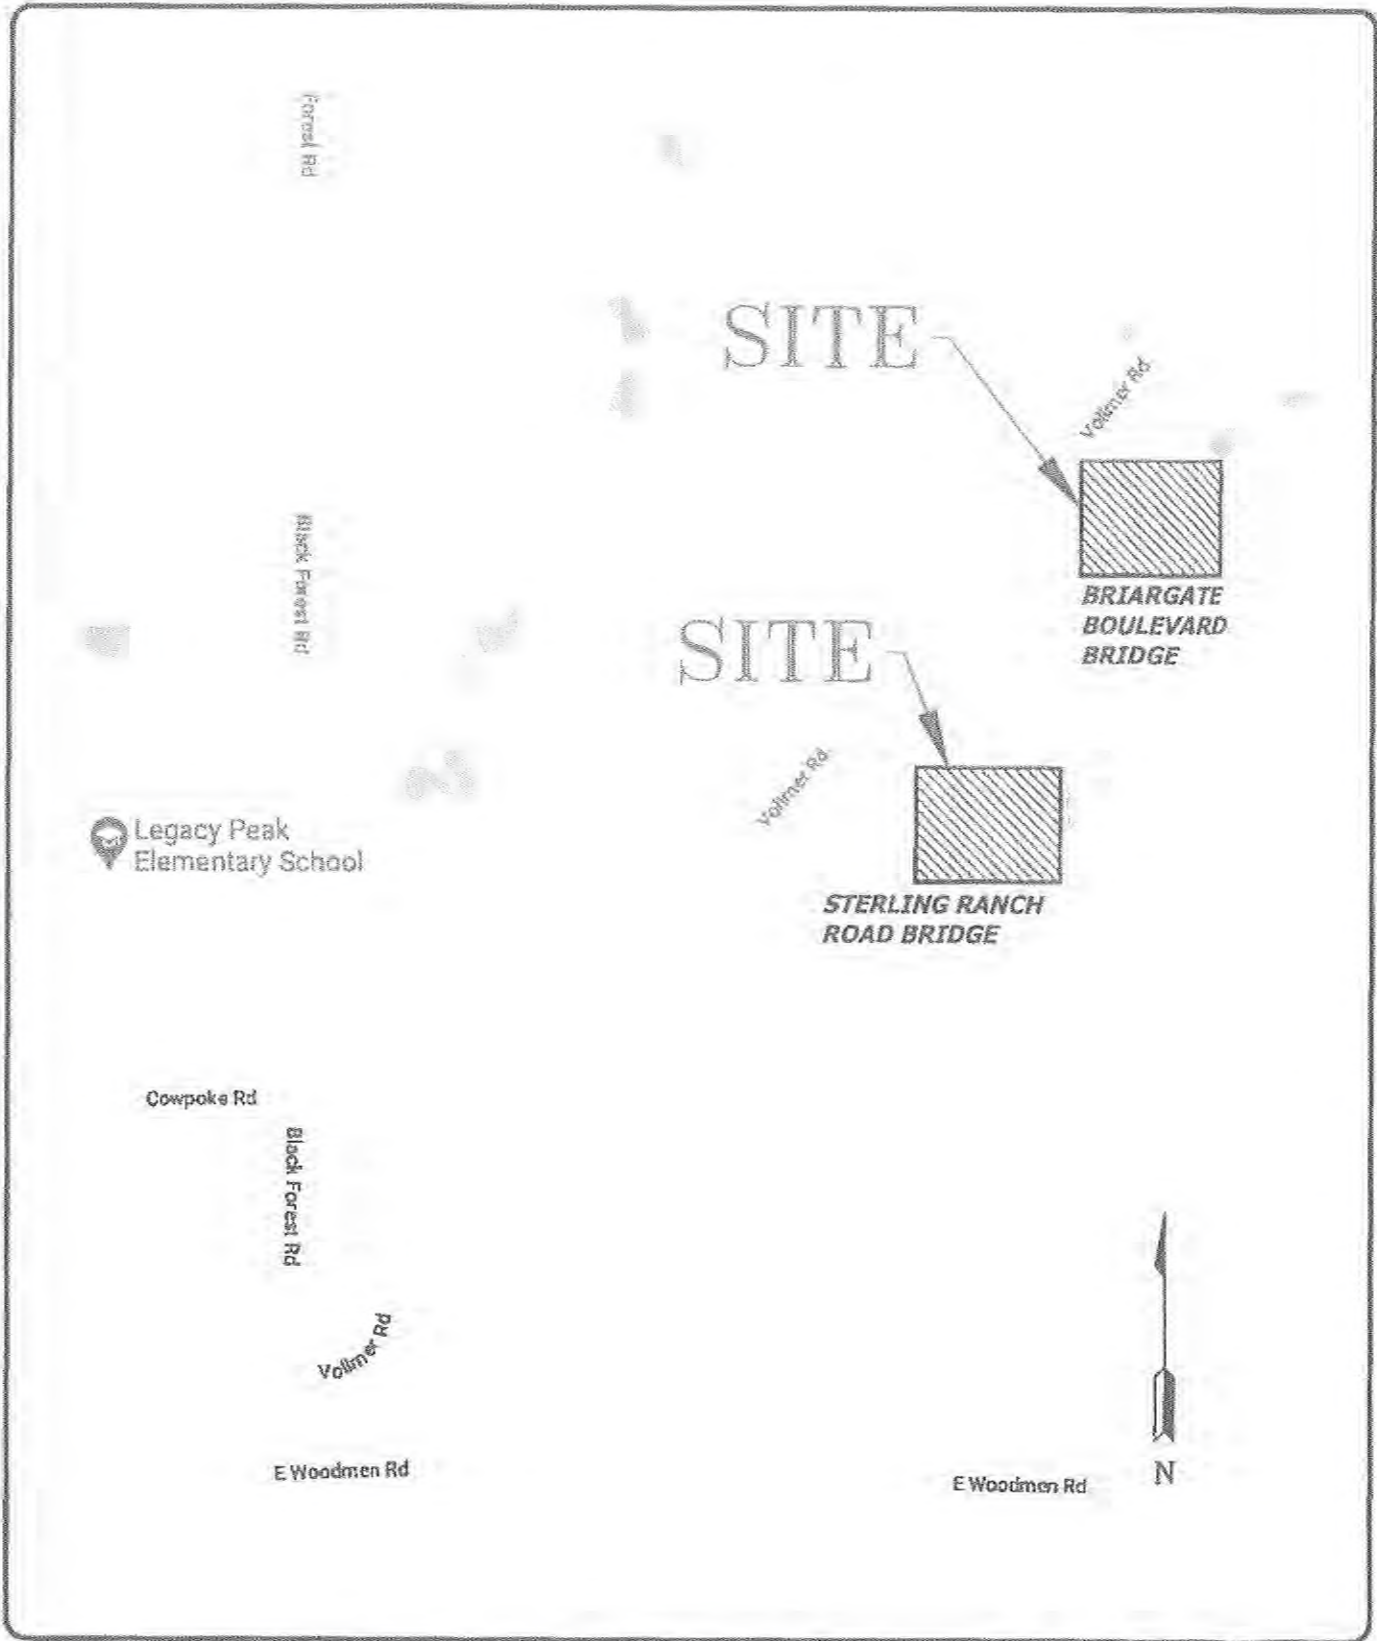 Forest Rd
SITE
Vollmer Rd
Black Forest Rd
BRIARGATE
BOULEVARD
BRIDGE
SITE
Vollmer Rd
Legacy Peak
Elementary School
STERLING RANCH
ROAD BRIDGE
Cowpoke Rd
Black Forest Rd
Vollmer Rd
E Woodmen Rd
E Woodmen Rd
N